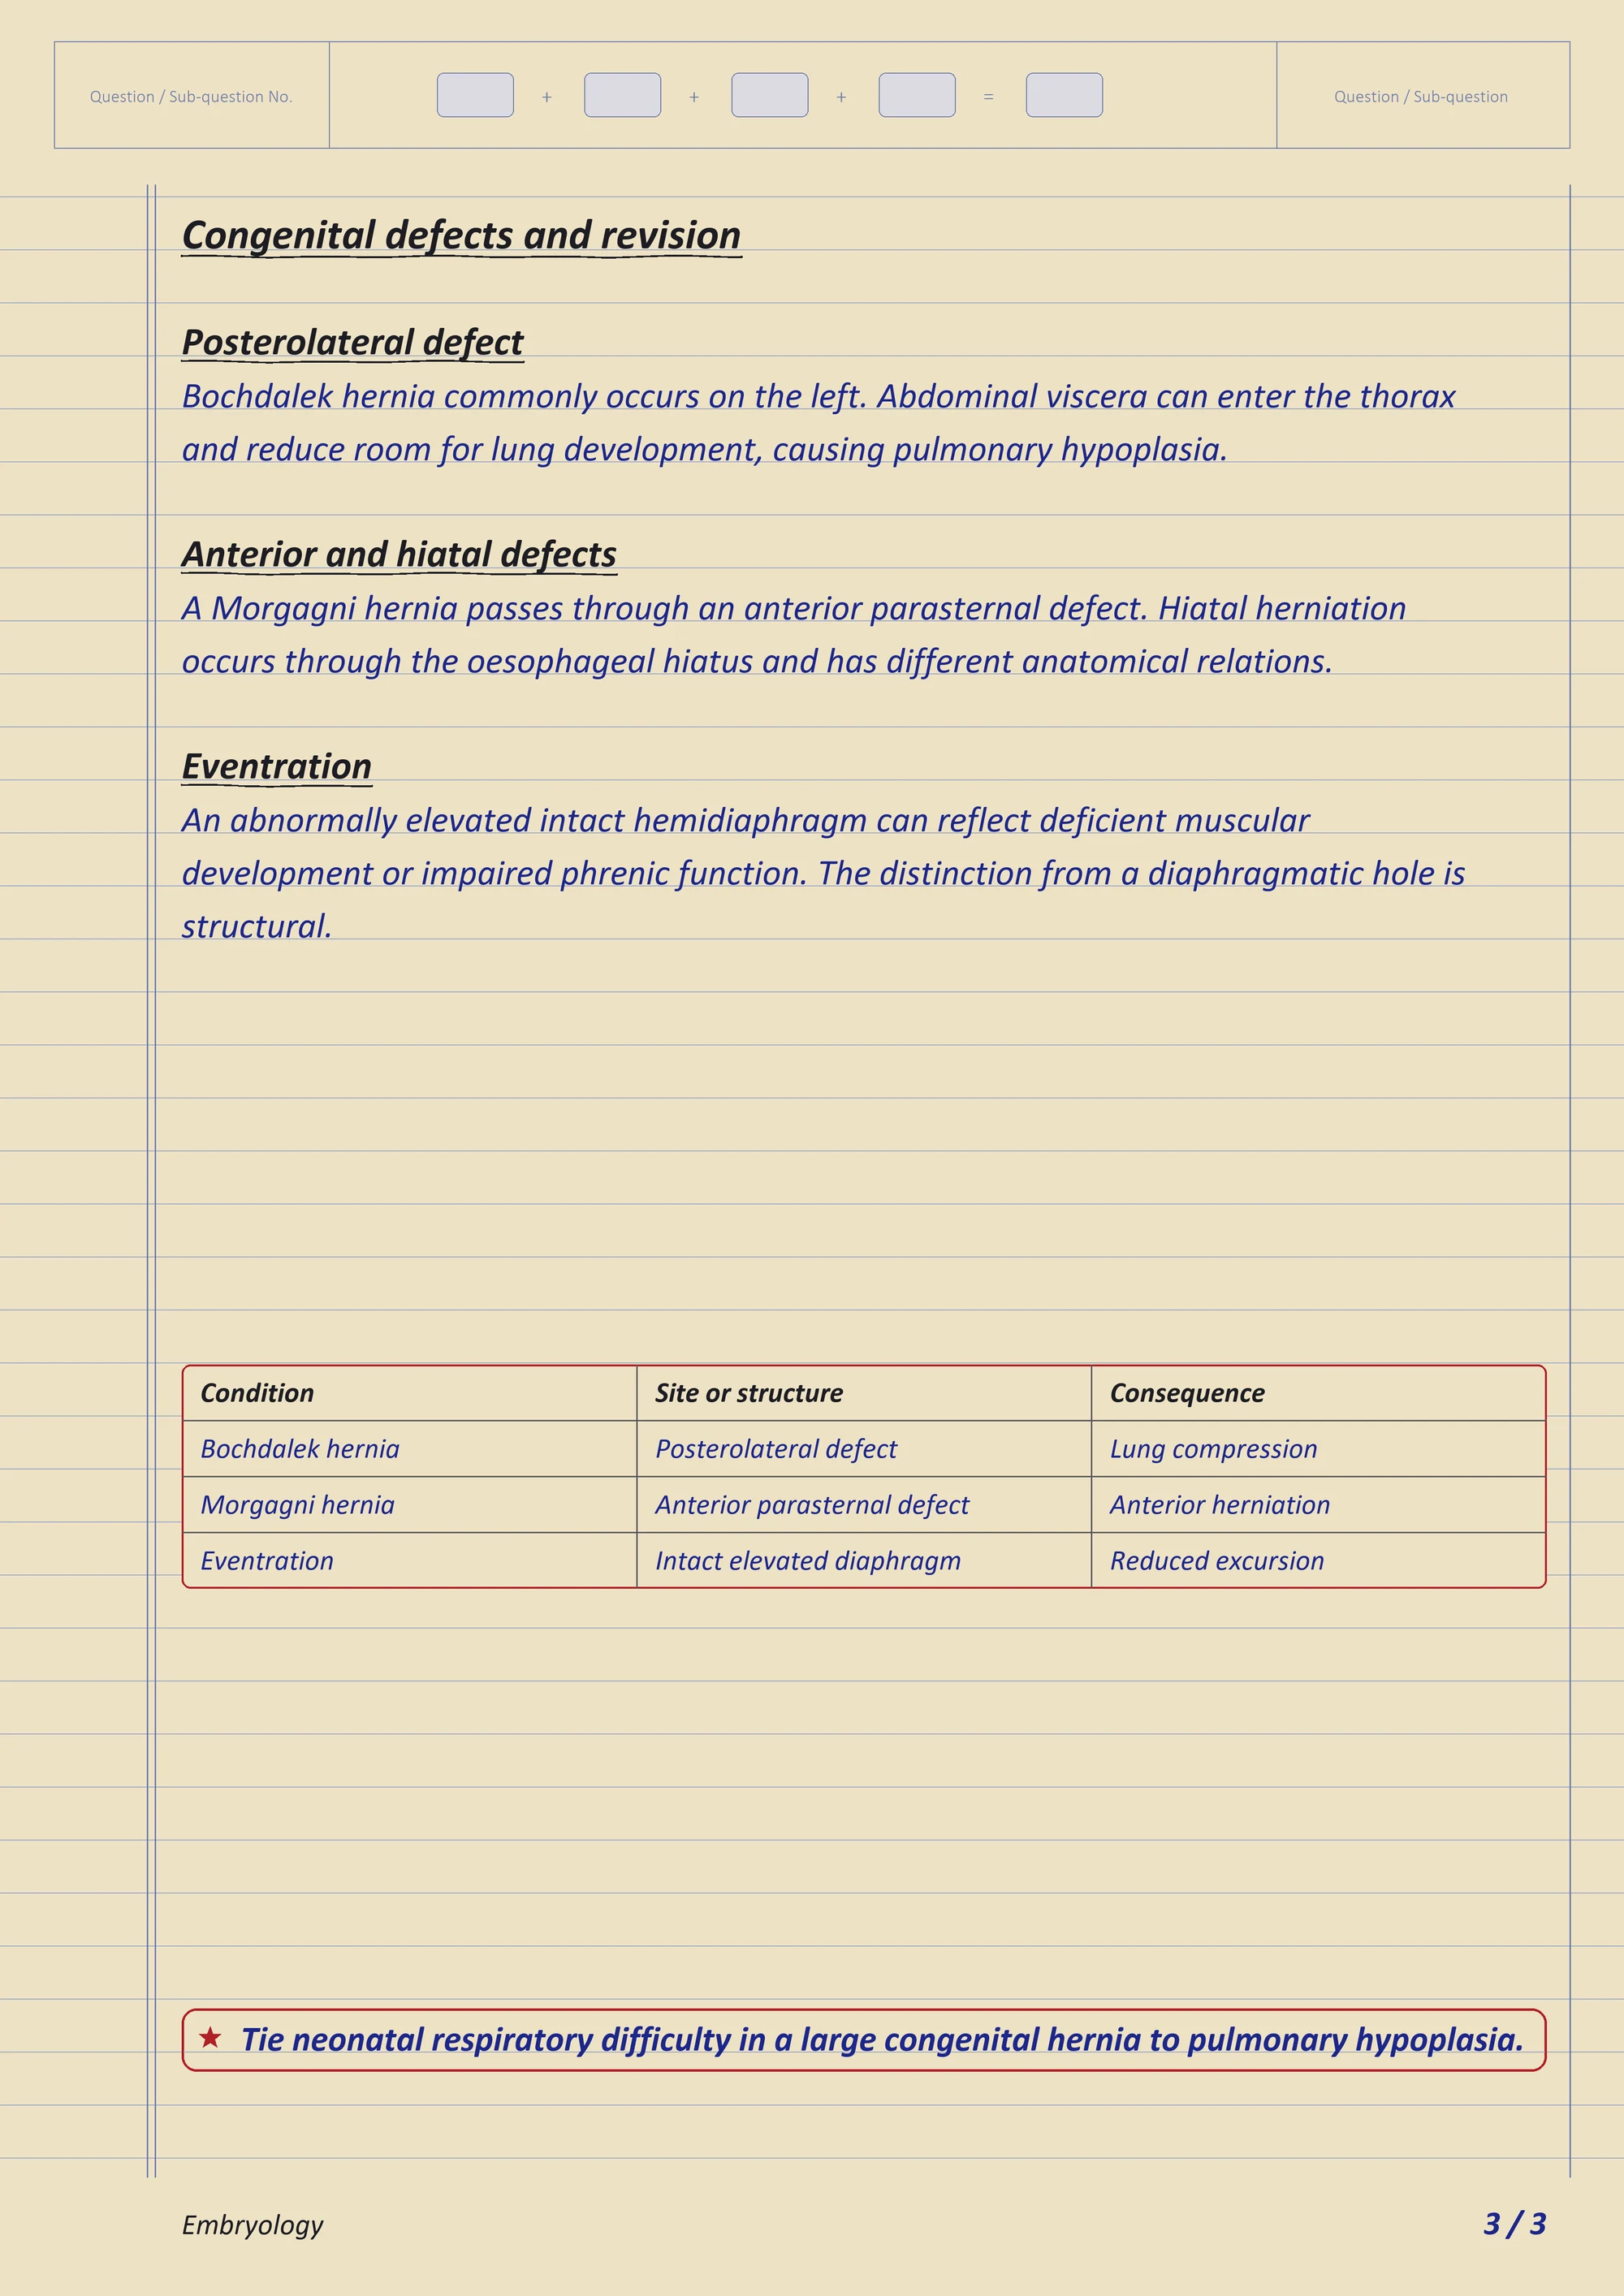 Question / Sub-question No.
+ + + =
Question / Sub-question
Congenital defects and revision
Posterolateral defect
Bochdalek hernia commonly occurs on the left. Abdominal viscera can enter the thorax
and reduce room for lung development, causing pulmonary hypoplasia.
Anterior and hiatal defects
A Morgagni hernia passes through an anterior parasternal defect. Hiatal herniation
occurs through the oesophageal hiatus and has different anatomical relations.
Eventration
An abnormally elevated intact hemidiaphragm can reflect deficient muscular
development or impaired phrenic function. The distinction from a diaphragmatic hole is
structural.
Condition Site or structure Consequence
Bochdalek hernia Posterolateral defect Lung compression
Morgagni hernia Anterior parasternal defect Anterior herniation
Eventration Intact elevated diaphragm Reduced excursion
★ Tie neonatal respiratory difficulty in a large congenital hernia to pulmonary hypoplasia.
Embryology
3 / 3